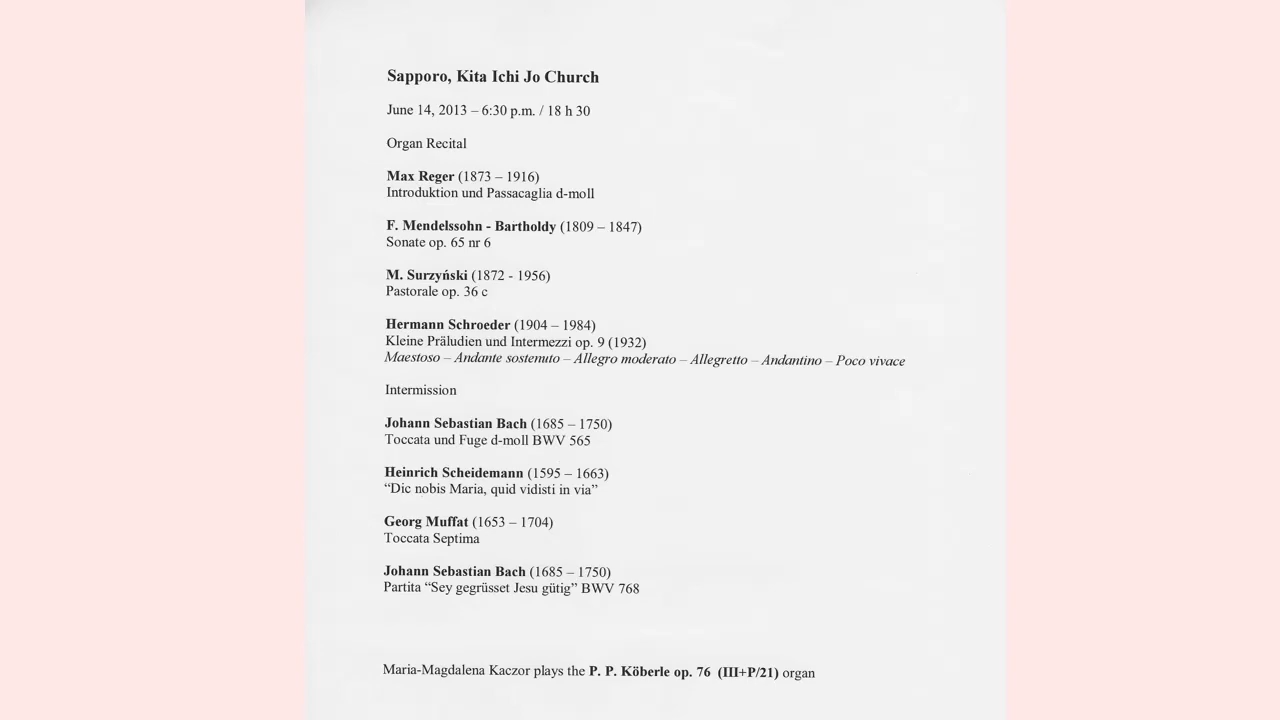 Sapporo, Kita Ichi Jo Church
June 14, 2013 – 6:30 p.m. / 18 h 30
Organ Recital
Max Reger (1873 – 1916)
Introduktion und Passacaglia d-moll
F. Mendelssohn - Bartholdy (1809 – 1847)
Sonate op. 65 nr 6
M. Surzyński (1872 - 1956)
Pastorale op. 36 c
Hermann Schroeder (1904 – 1984)
Kleine Präludien und Intermezzi op. 9 (1932)
Maestoso – Andante sostenuto – Allegro moderato – Allegretto – Andantino – Poco vivace
Intermission
Johann Sebastian Bach (1685 – 1750)
Toccata und Fuge d-moll BWV 565
Heinrich Scheidemann (1595 – 1663)
“Dic nobis Maria, quid vidisti in via”
Georg Muffat (1653 – 1704)
Toccata Septima
Johann Sebastian Bach (1685 – 1750)
Partita “Sey gegrüsset Jesu gütig” BWV 768
Maria-Magdalena Kaczor plays the P. P. Köberle op. 76 (III+P/21) organ